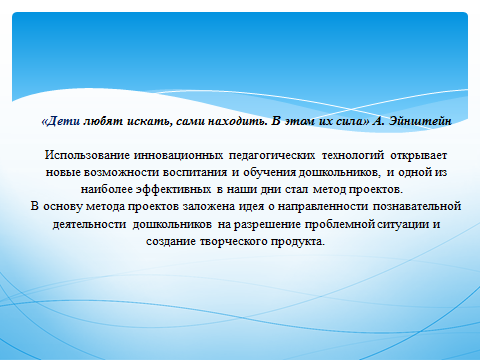 «Дети любят искать, сами находить. В этом их сила» А. Эйнштейн
Использование инновационных педагогических технологий открывает
новые возможности воспитания и обучения дошкольников, и одной из
наиболее эффективных в наши дни стал метод проектов.
В основу метода проектов заложена идея о направленности познавательной
деятельности дошкольников на разрешение проблемной ситуации и
создание творческого продукта.